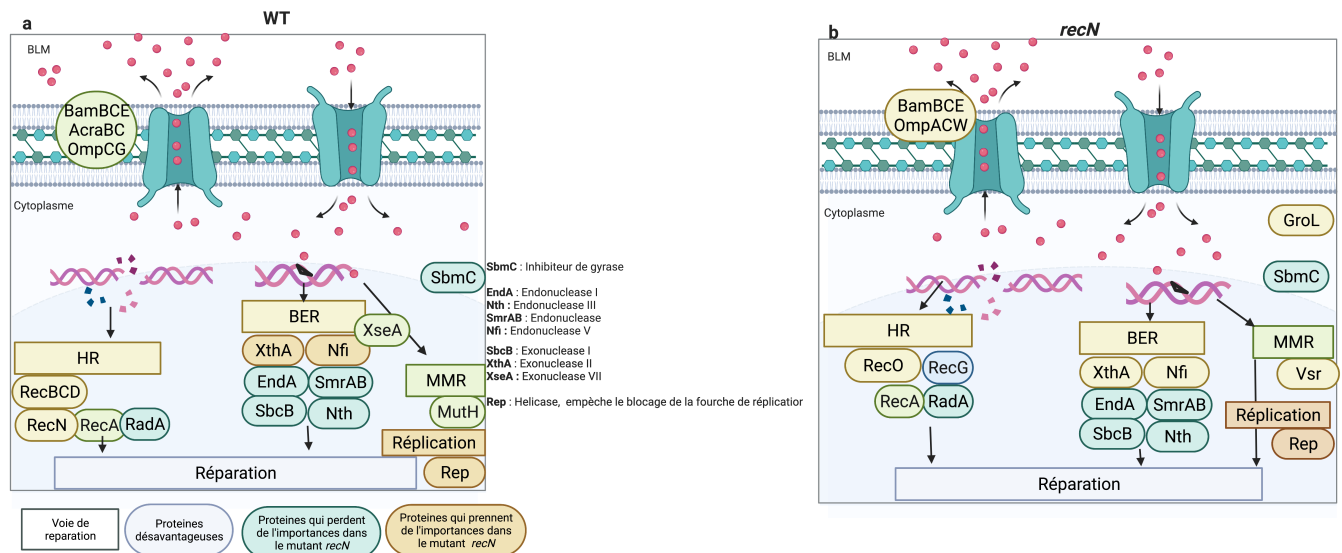 a
WT
BLM
BamBCE
AcraBC
OmpCG
Cytoplasme
SbmC
BER
XseA
XthA
Nfi
EndA
SmrAB
SbcB
Nth
HR
RecBCD
RecN
RecA
RadA
MMR
MutH
Réplication
Rep
Réparation
SbmC : Inhibiteur de gyrase
EndA : Endonuclease I
Nth : Endonuclease III
SmrAB : Endonuclease
Nfi : Endonuclease V
SbcB : Exonuclease I
XthA : Exonuclease II
XseA : Exonuclease VII
Rep : Helicase, empèche le blocage de la fourche de réplicatior
Voie de
reparation
Proteines
désavantageuses
Proteines qui perdent
de l'importances dans
le mutant recN
Proteines qui prennent
de l'importances dans
le mutant recN
b
recN
BLM
BamBCE
OmpACW
Cytoplasme
GroL
SbmC
HR
RecO
RecG
RecA
RadA
BER
XthA
Nfi
EndA
SmrAB
SbcB
Nth
MMR
Vsr
Réplication
Rep
Réparation